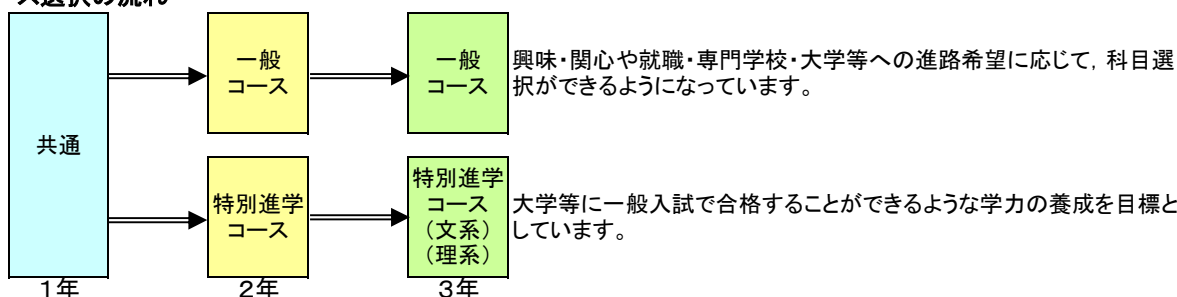 共通
一般
コース
一般
コース
興味・関心や就職・専門学校・大学等への進路希望に応じて，科目選
択ができるようになっています。
特別進学
コース
特別進学
コース
（文系）
（理系）
大学等に一般入試で合格することができるような学力の養成を目標と
しています。
１年
２年
３年